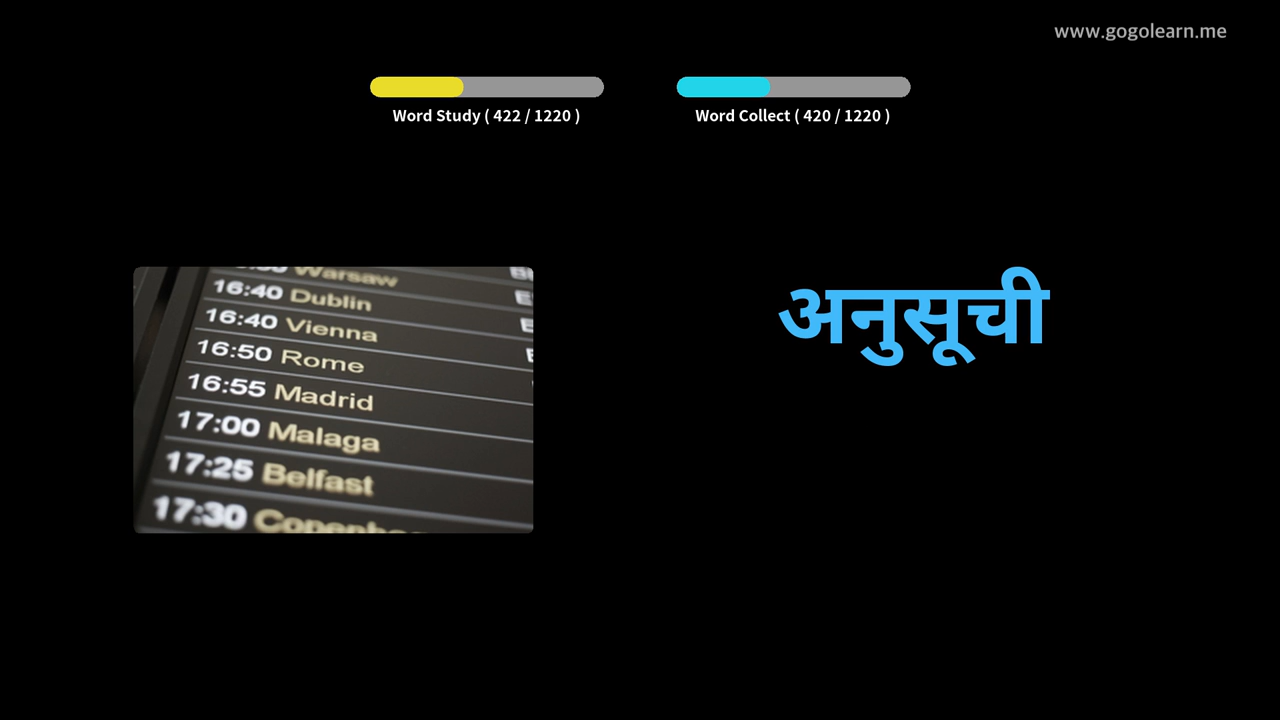 www.gogolearn.me
Word Study ( 422 / 1220 )
Word Collect ( 420 / 1220 )
Warsaw
16:40 Dublin
16:40 Vienna
16:50 Rome
16:55 Madrid
17:00 Malaga
17:25 Belfast
17:30
अनुसूची